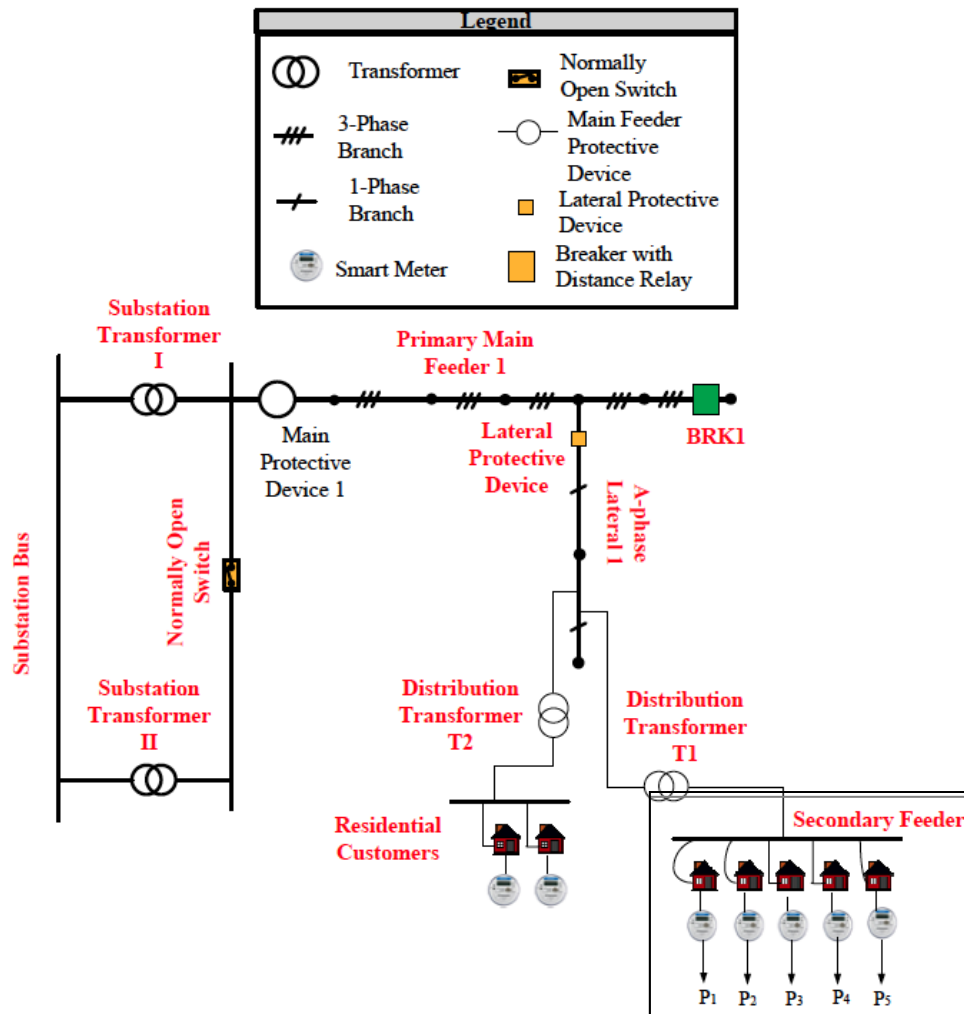 Legend
Transformer
Normally
Open Switch
3-Phase
Branch
Main Feeder
Protective
Device
1-Phase
Branch
Lateral Protective
Device
Smart Meter
Breaker with
Distance Relay
Substation
Transformer
I
Primary Main
Feeder 1
Main
Protective
Device 1
Lateral
Protective
Device
BRK1
A-phase
Lateral 1
Substation Bus
Normally Open
Switch
Substation
Transformer
II
Distribution
Transformer
T2
Distribution
Transformer
T1
Residential
Customers
Secondary Feeder
P1 P2 P3 P4 P5